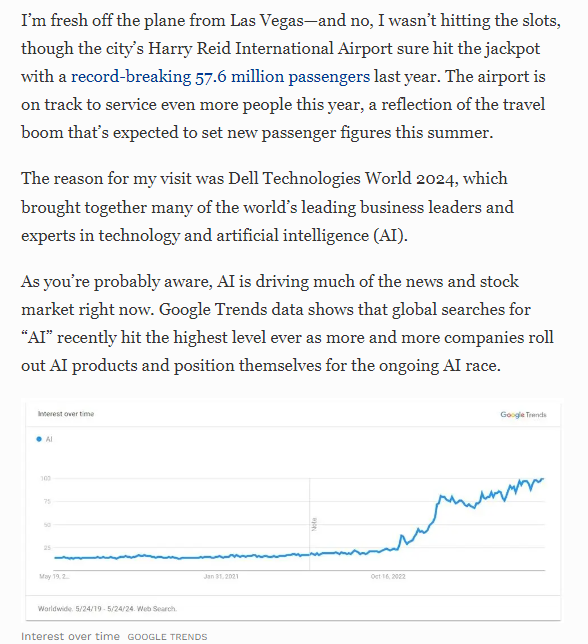 I’m fresh off the plane from Las Vegas—and no, I wasn’t hitting the slots,
though the city’s Harry Reid International Airport sure hit the jackpot
with a record-breaking 57.6 million passengers last year. The airport is
on track to service even more people this year, a reflection of the travel
boom that’s expected to set new passenger figures this summer.
The reason for my visit was Dell Technologies World 2024, which
brought together many of the world’s leading business leaders and
experts in technology and artificial intelligence (AI).
As you’re probably aware, AI is driving much of the news and stock
market right now. Google Trends data shows that global searches for
“AI” recently hit the highest level ever as more and more companies roll
out AI products and position themselves for the ongoing AI race.
Interest over time
Google Trends
AI
100
75
50
25
Note
May 19, 2...
Jan 31, 2021
Oct 16, 2022
Worldwide. 5/24/19 - 5/24/24. Web Search.
Interest over time GOOGLE TRENDS